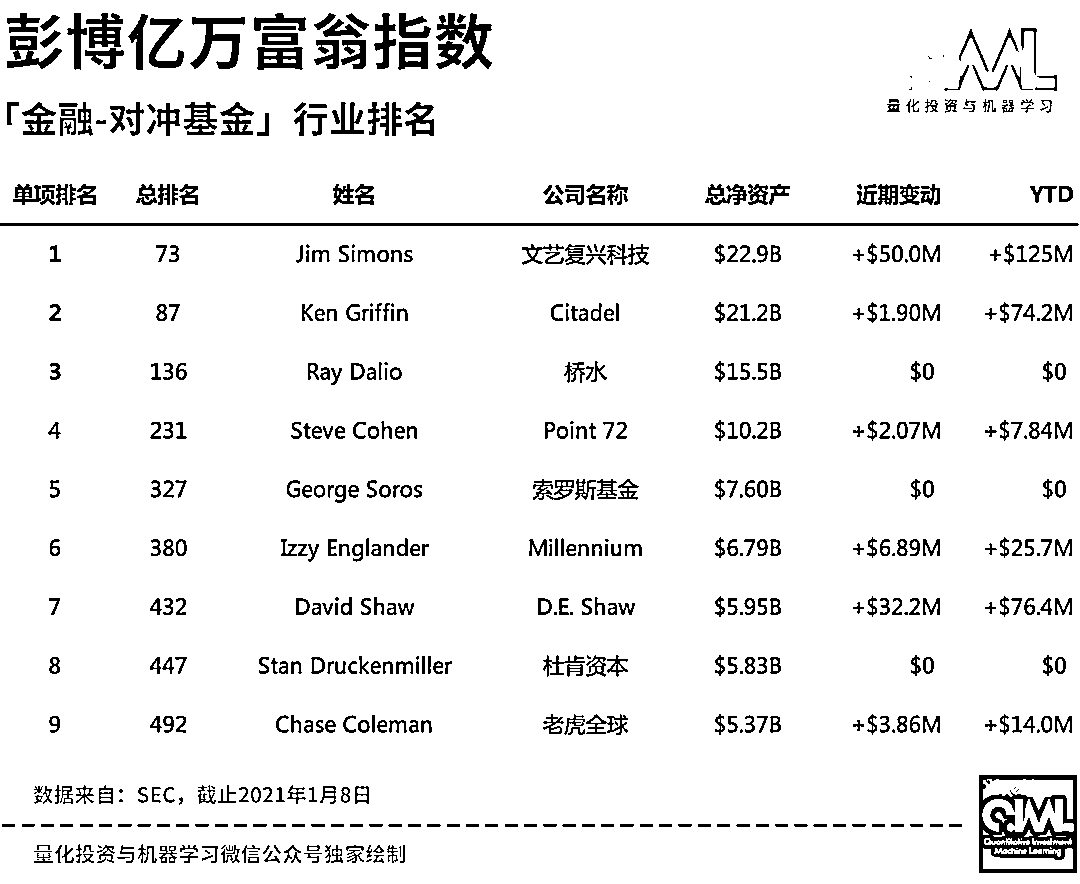 彭博亿万富翁指数
「金融-对冲基金」行业排名
量化投资与机器学习
单项排名 总排名 姓名 公司名称 总净资产 近期变动 YTD
1 73 Jim Simons 文艺复兴科技 $22.9B +$50.0M +$125M
2 87 Ken Griffin Citadel $21.2B +$1.90M +$74.2M
3 136 Ray Dalio 桥水 $15.5B $0 $0
4 231 Steve Cohen Point 72 $10.2B +$2.07M +$7.84M
5 327 George Soros 索罗斯基金 $7.60B $0 $0
6 380 Izzy Englander Millennium $6.79B +$6.89M +$25.7M
7 432 David Shaw D.E. Shaw $5.95B +$32.2M +$76.4M
8 447 Stan Druckenmiller 杜肯资本 $5.83B $0 $0
9 492 Chase Coleman 老虎全球 $5.37B +$3.86M +$14.0M
数据来自：SEC，截止2021年1月8日
量化投资与机器学习微信公众号独家绘制
QIML
Quantitative Investment
Machine Learning